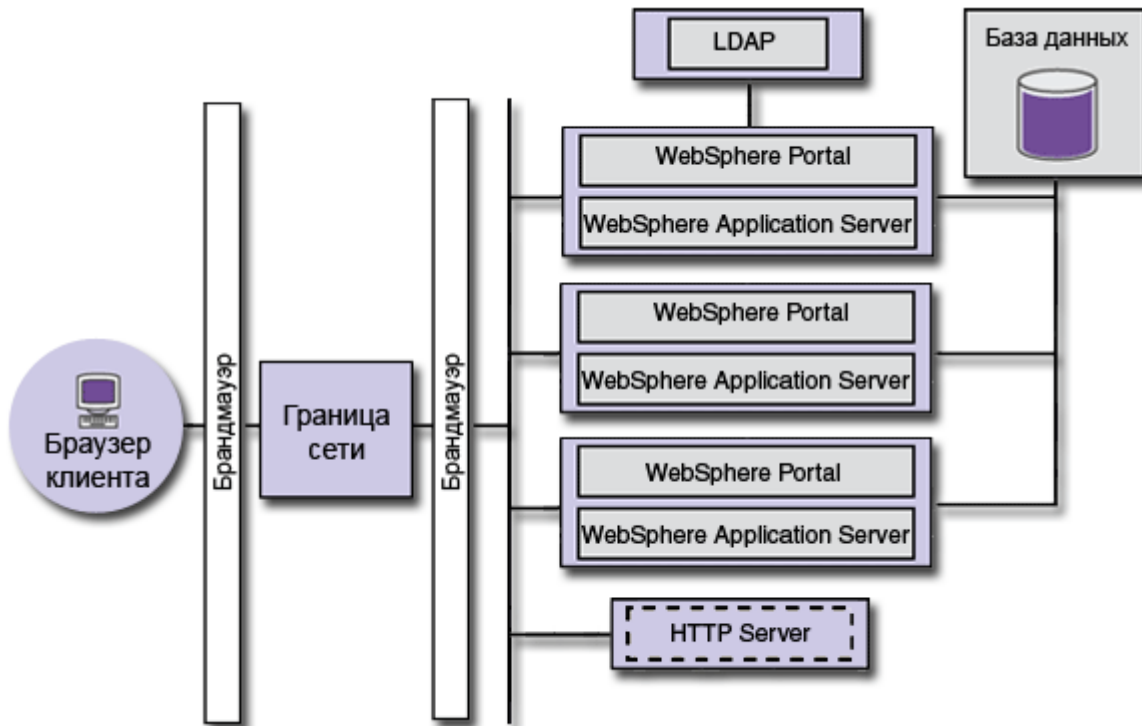 LDAP
База данных
WebSphere Portal
WebSphere Application Server
WebSphere Portal
WebSphere Application Server
Брандмауэр
Брандмауэр
Браузер
клиента
Граница
сети
WebSphere Portal
WebSphere Application Server
HTTP Server